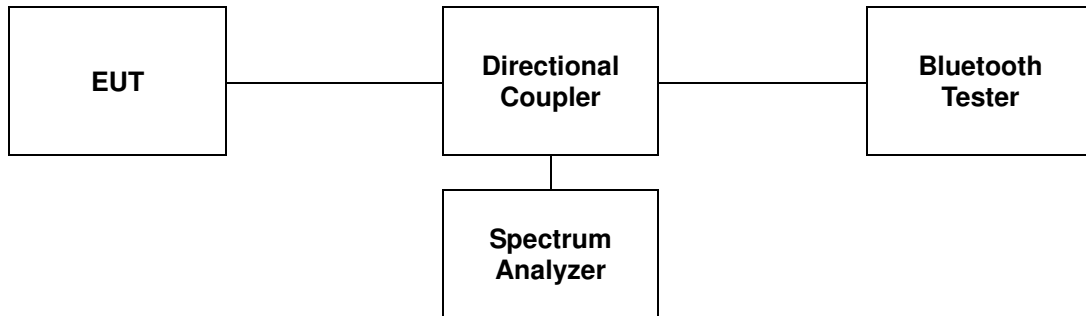 EUT
Directional
Coupler
Bluetooth
Tester
Spectrum
Analyzer